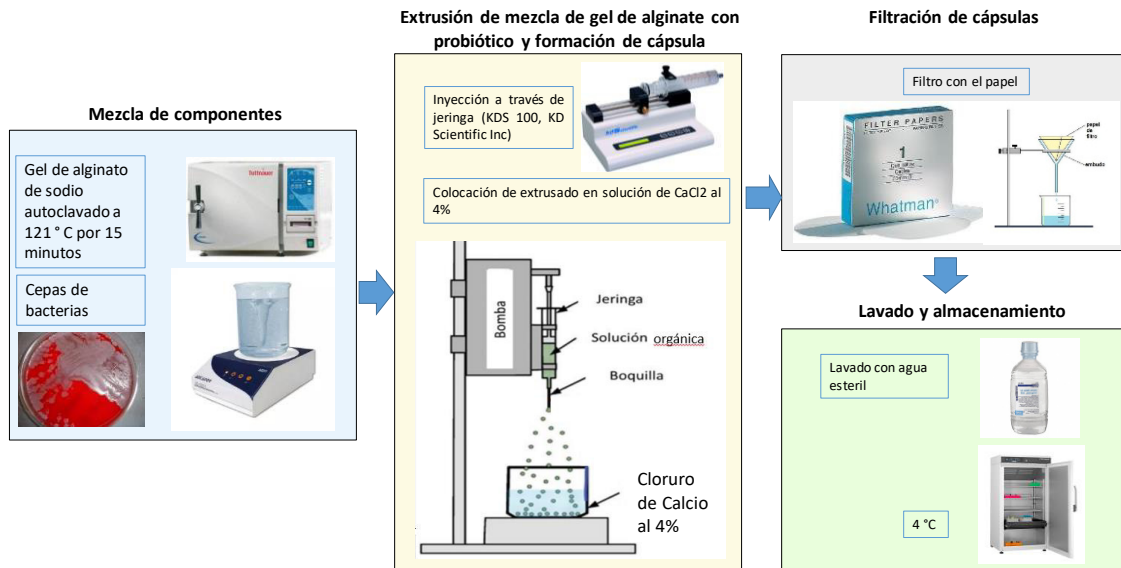 Mezcla de componentes
Gel de alginato
de sodio
autoclavado a
121 ° C por 15
minutos
tuttnauer
Cepas de
bacterias
Extrusión de mezcla de gel de alginate con
probiótico y formación de cápsula
Inyección a través de
jeringa (KDS 100, KD
Scientific Inc)
Colocación de extrusado en solución de CaCl2 al
4%
Bomba
Jeringa
Solución orgánica
Boquilla
Cloruro
de Calcio
al 4%
Filtración de cápsulas
Filtro con el papel
FILTER PAPERS
1
Whatman®
papel
de
filtro
embudo
Lavado y almacenamiento
Lavado con agua
esteril
4 °C